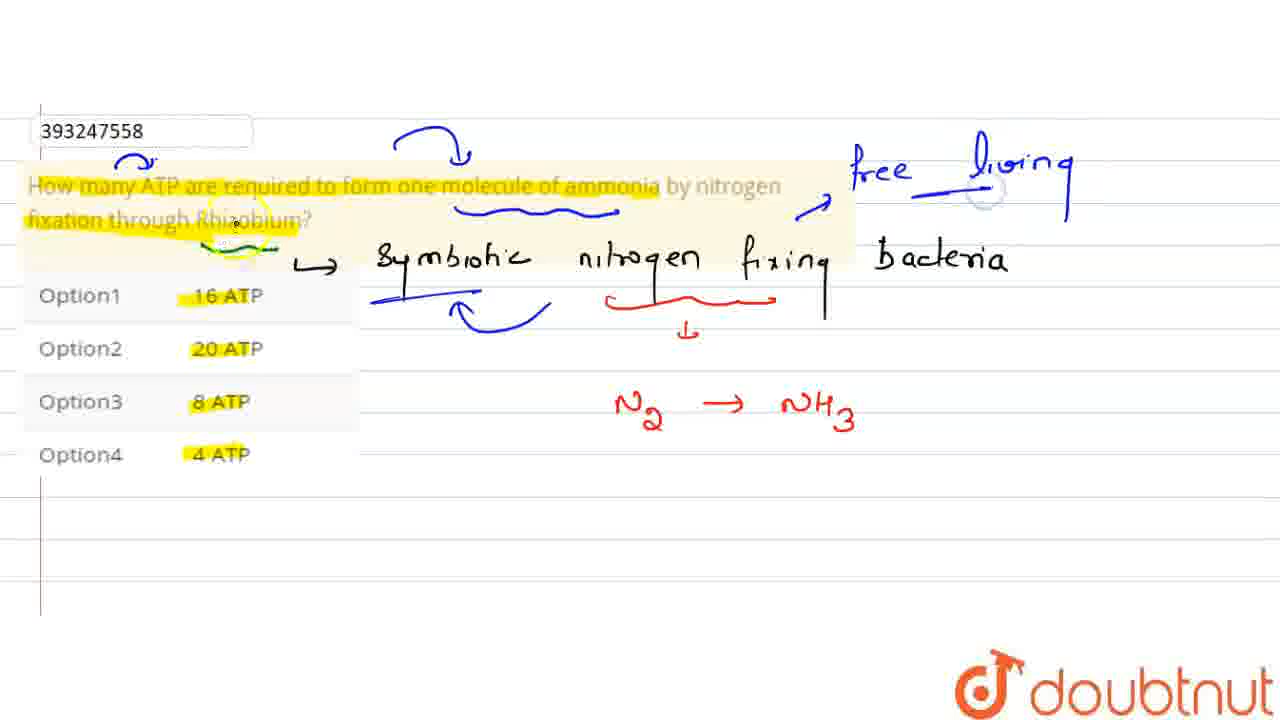 393247558
free living
How many ATP are required to form one molecule of ammonia by nitrogen
fixation through Rhizobium?
Symbiotic nitrogen fixing bacteria
Option1 16 ATP
Option2 20 ATP
Option3 8 ATP
N2 → NH3
Option4 4 ATP
doubtnut